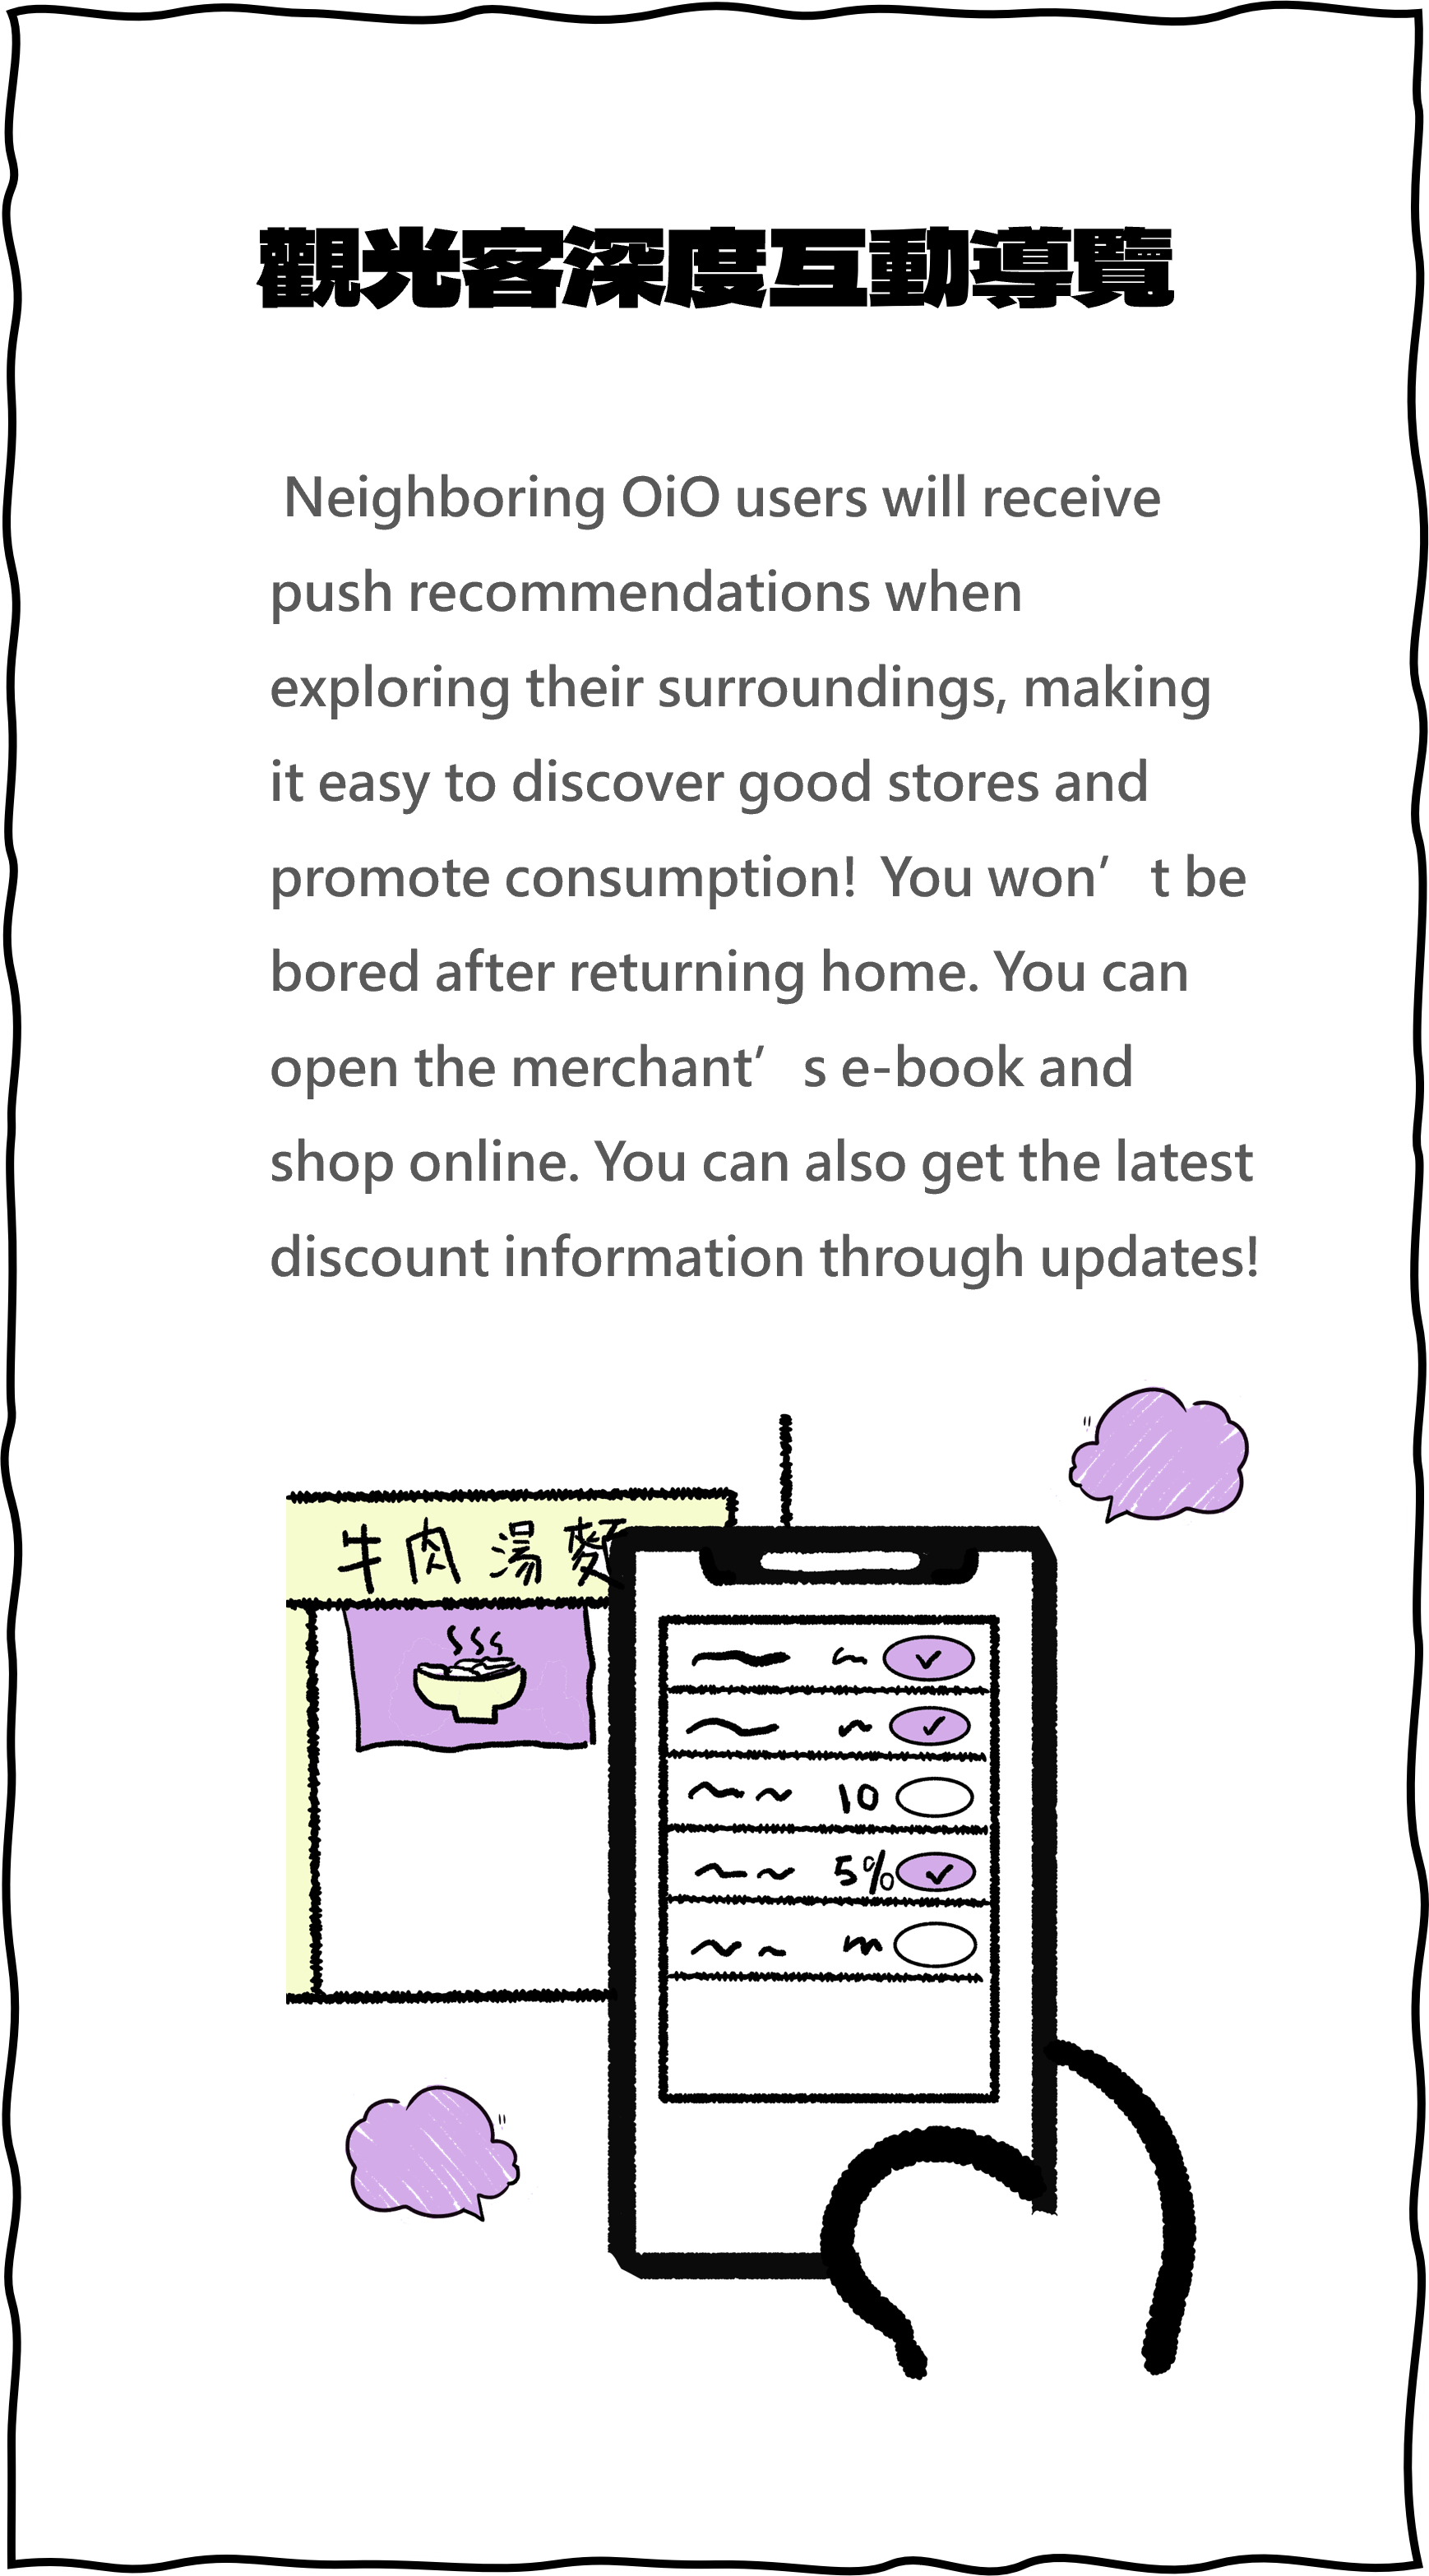 觀光客深度互動導覽
Neighboring OiO users will receive
push recommendations when
exploring their surroundings, making
it easy to discover good stores and
promote consumption!  You won’ t be
bored after returning home. You can
open the merchant’ s e-book and
shop online. You can also get the latest
discount information through updates!
牛肉湯麵
10
5%